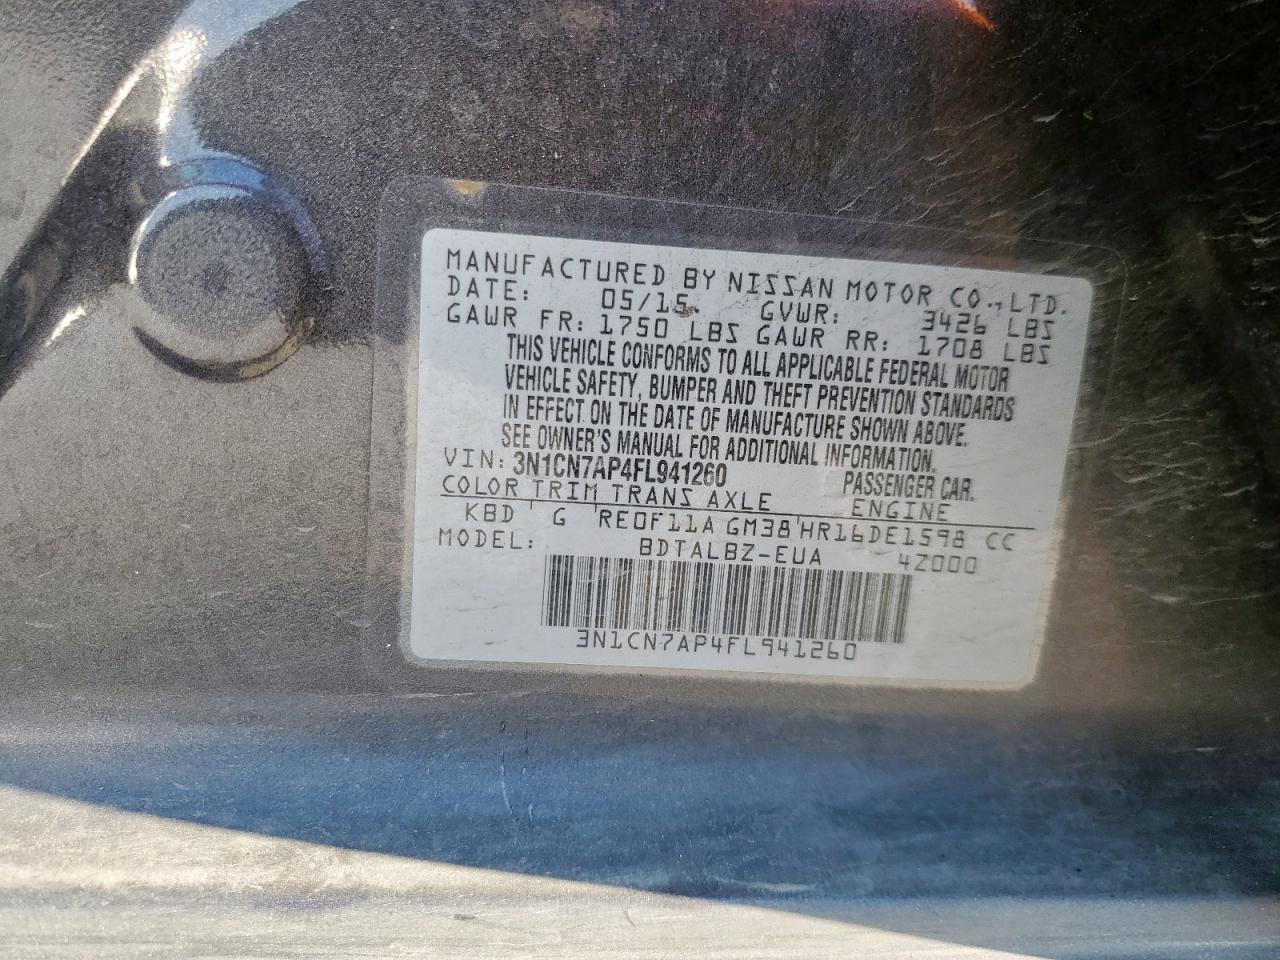 MANUFACTURED BY NISSAN MOTOR CO.,LTD.
DATE: 05/15 GVWR: 3426 LBS
GAWR FR: 1750 LBS GAWR RR: 1708 LBS
THIS VEHICLE CONFORMS TO ALL APPLICABLE FEDERAL MOTOR
VEHICLE SAFETY, BUMPER AND THEFT PREVENTION STANDARDS
IN EFFECT ON THE DATE OF MANUFACTURE SHOWN ABOVE.
SEE OWNER'S MANUAL FOR ADDITIONAL INFORMATION.
VIN: 3N1CN7AP4FL941260 PASSENGER CAR.
COLOR TRIM TRANS AXLE ENGINE
KBD G RE0F11A GM38 HR16DE1598 CC
MODEL: BDTALBZ-EUA 4Z000
3N1CN7AP4FL941260